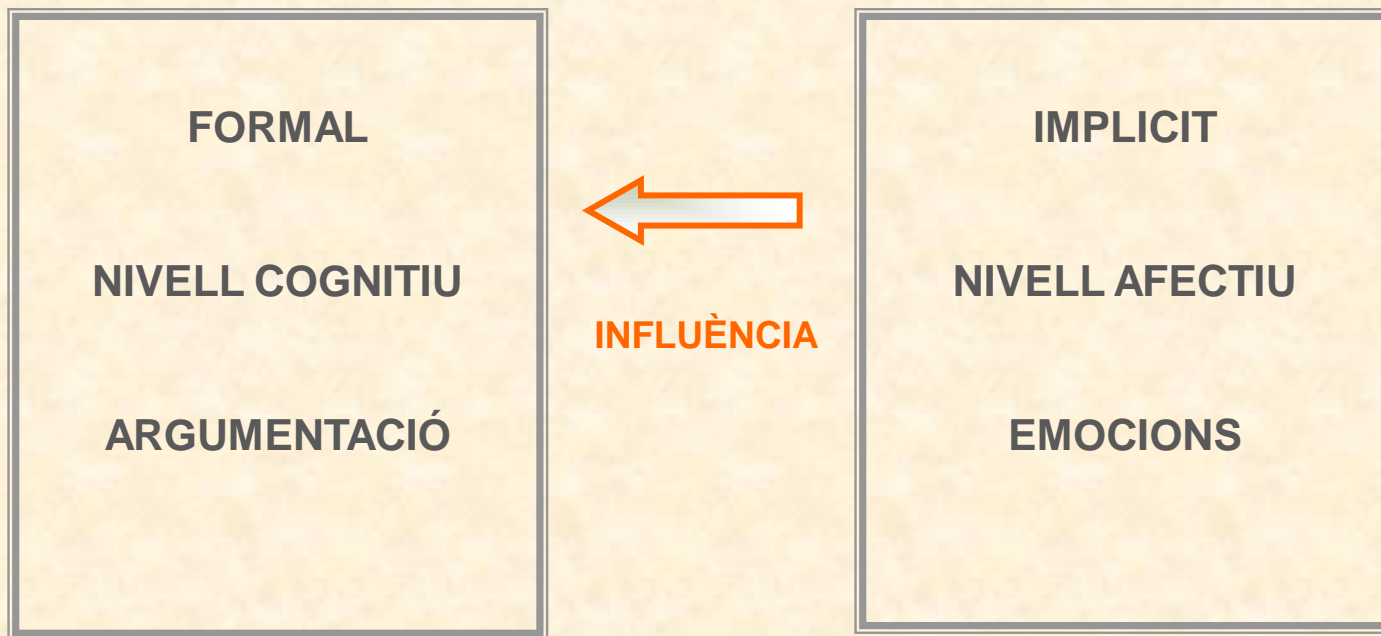 FORMAL
NIVELL COGNITIU
ARGUMENTACIÓ
INFLUÈNCIA
IMPLICIT
NIVELL AFECTIU
EMOCIONS